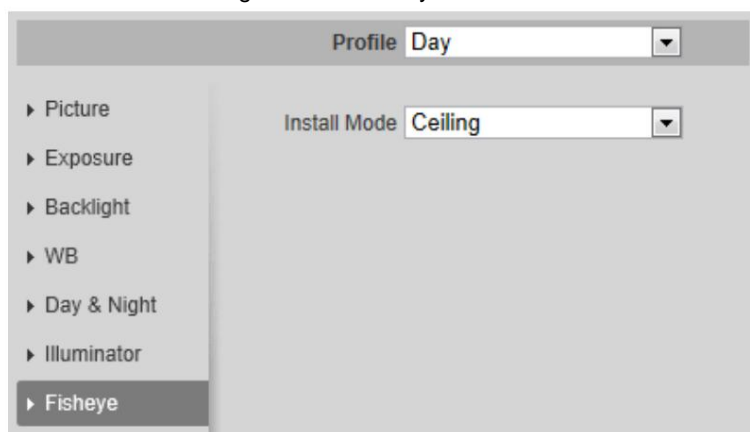 Profile Day
Picture
Install Mode Ceiling
Exposure
Backlight
WB
Day & Night
Illuminator
Fisheye